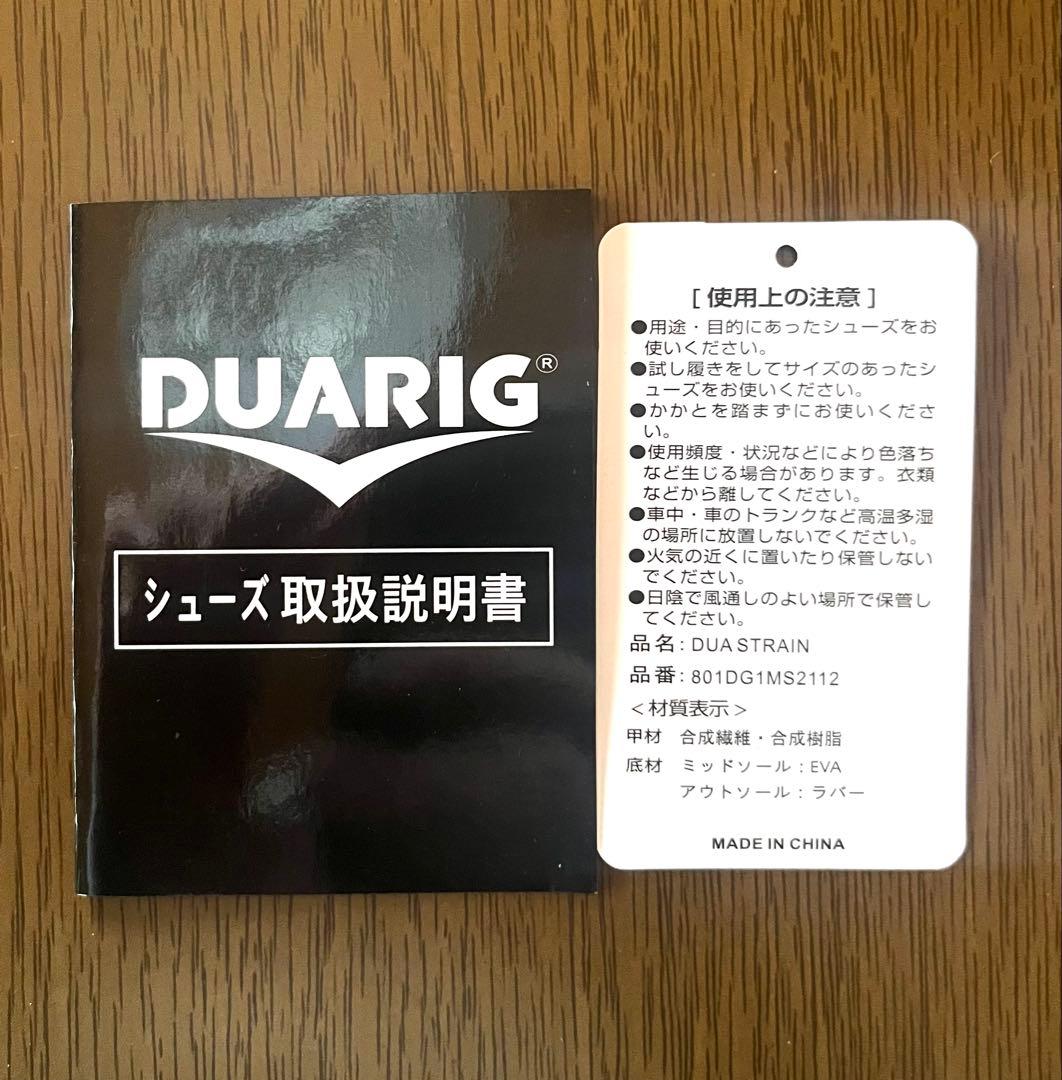 DUARIG®
シューズ 取扱説明書
[ 使用上の注意 ]
●用途・目的にあったシューズをお
使いください。
●試し履きをしてサイズのあったシ
ューズをお使いください。
●かかとを踏まずにお使いくださ
い。
●使用頻度・状況などにより色落ち
など生じる場合があります。衣類
などから離してください。
●車中・車のトランクなど高温多湿
の場所に放置しないでください。
●火気の近くに置いたり保管しない
でください。
●日陰で風通しのよい場所で保管し
てください。
品名: DUA STRAIN
品番: 801DG1MS2112
<材質表示>
甲材 合成繊維・合成樹脂
底材 ミッドソール:EVA
アウトソール:ラバー
MADE IN CHINA